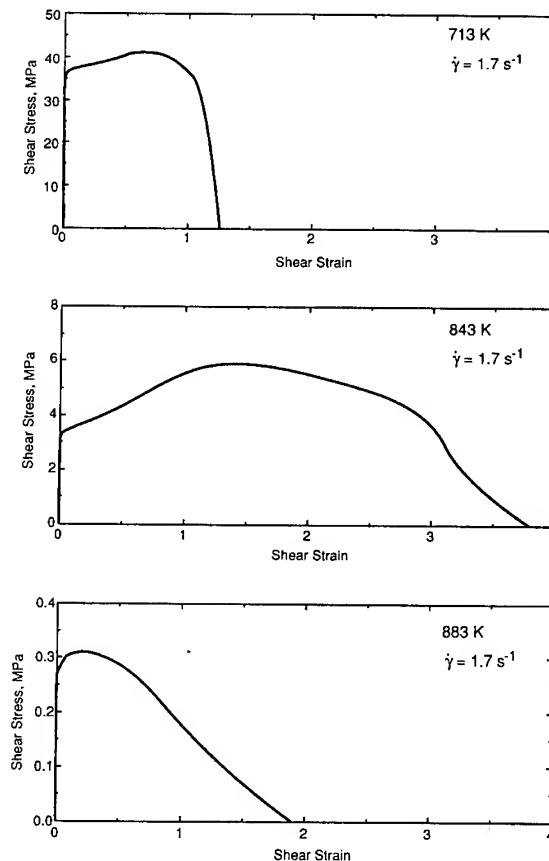 50
40
30
20
10
0
0
1
2
3
Shear Stress, MPa
Shear Strain
713 K
γ̇ = 1.7 s⁻¹
8
6
4
2
0
0
1
2
3
Shear Stress, MPa
Shear Strain
843 K
γ̇ = 1.7 s⁻¹
0.4
0.3
0.2
0.1
0.0
0
1
2
3
4
Shear Stress, MPa
Shear Strain
883 K
γ̇ = 1.7 s⁻¹